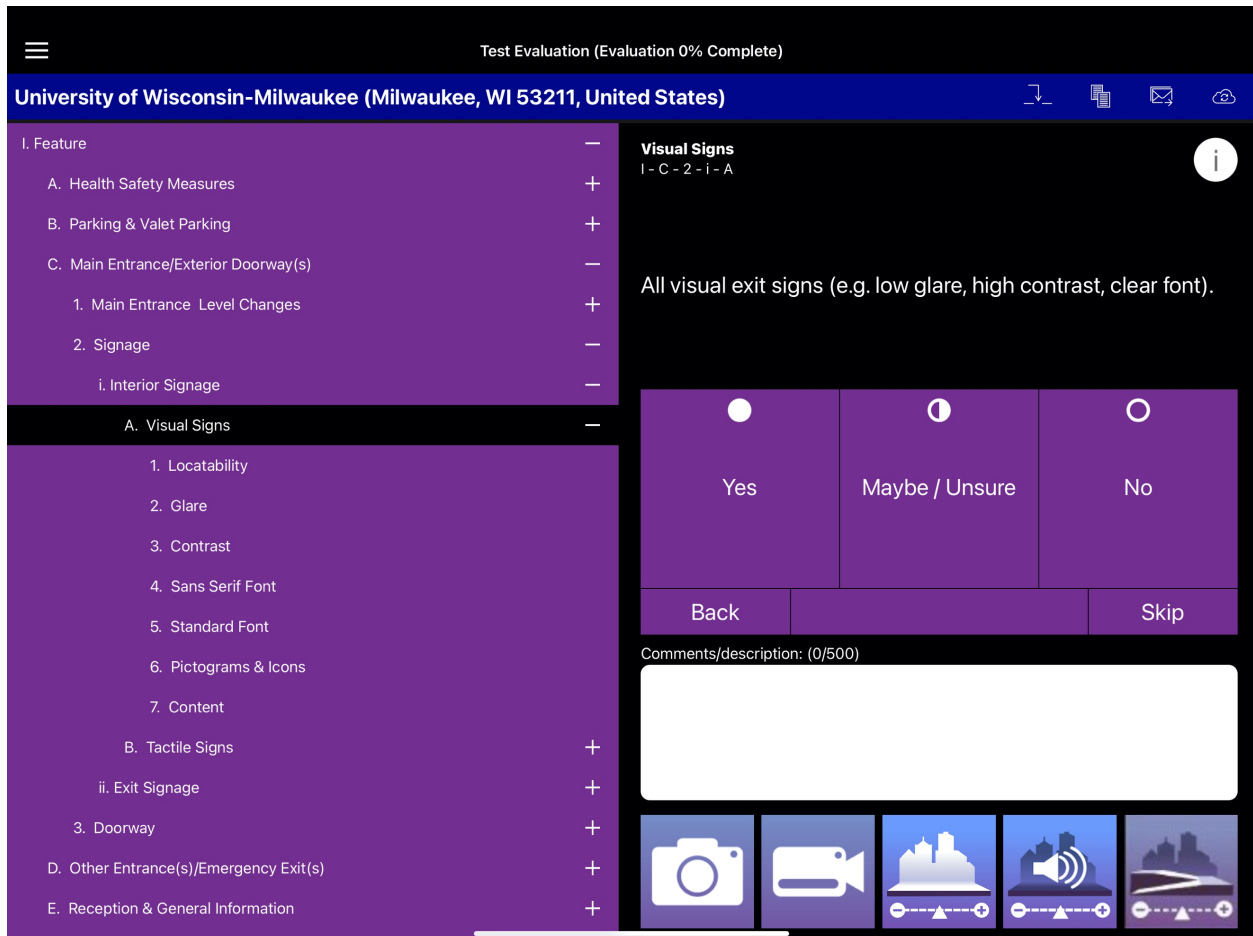 Test Evaluation (Evaluation 0% Complete)
University of Wisconsin-Milwaukee (Milwaukee, WI 53211, United States)
I. Feature
A. Health Safety Measures
B. Parking & Valet Parking
C. Main Entrance/Exterior Doorway(s)
1. Main Entrance Level Changes
2. Signage
i. Interior Signage
A. Visual Signs
1. Locatability
2. Glare
3. Contrast
4. Sans Serif Font
5. Standard Font
6. Pictograms & Icons
7. Content
B. Tactile Signs
ii. Exit Signage
3. Doorway
D. Other Entrance(s)/Emergency Exit(s)
E. Reception & General Information
Visual Signs
I - C - 2 - i - A
i
All visual exit signs (e.g. low glare, high contrast, clear font).
Yes
Maybe / Unsure
No
Back
Skip
Comments/description: (0/500)